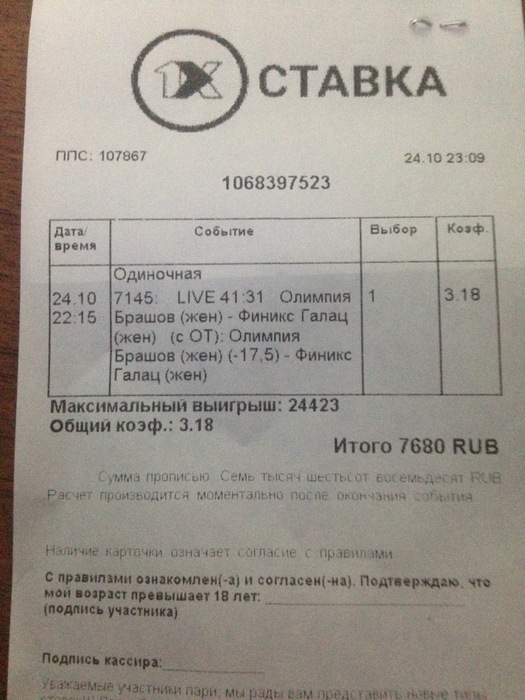 1X СТАВКА
ППС: 107867
24.10 23:09
1068397523
Дата/
время
Событие
Выбор
Коэф.
Одиночная
24.10 7145: LIVE 41:31 Олимпия 1 3.18
22:15 Брашов (жен) - Финикс Галац
(жен) (с ОТ): Олимпия
Брашов (жен) (-17,5) - Финикс
Галац (жен)
Максимальный выигрыш: 24423
Общий коэф.: 3.18
Итого 7680 RUB
Сумма прописью Семь тысяч шестьсот восемьдесят RUB
Расчет производится моментально после окончания события
Наличие карточки означает согласие с правилами
С правилами ознакомлен(-а) и согласен(-на). Подтверждаю, что
мой возраст превышает 18 лет:
(подпись участника)
Подпись кассира:
Уважаемые участники пари, мы рады вам представить новые типы